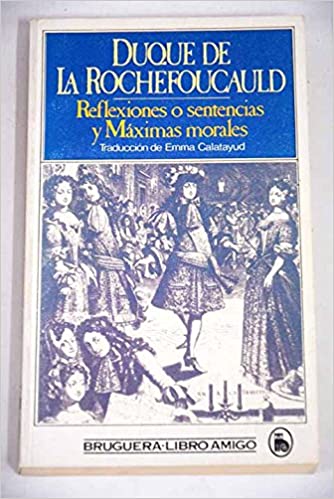 DUQUE DE
LA ROCHEFOUCAULD
Reflexiones o sentencias
y Máximas morales
Traducción de Emma Calatayud
BRUGUERA·LIBRO AMIGO